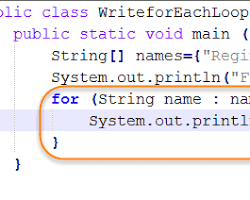 public class WriteforEachLoop
public static void main (
String[] names={"Regi
System.out.println("F
for (String name : na
System.out.printl
}
}